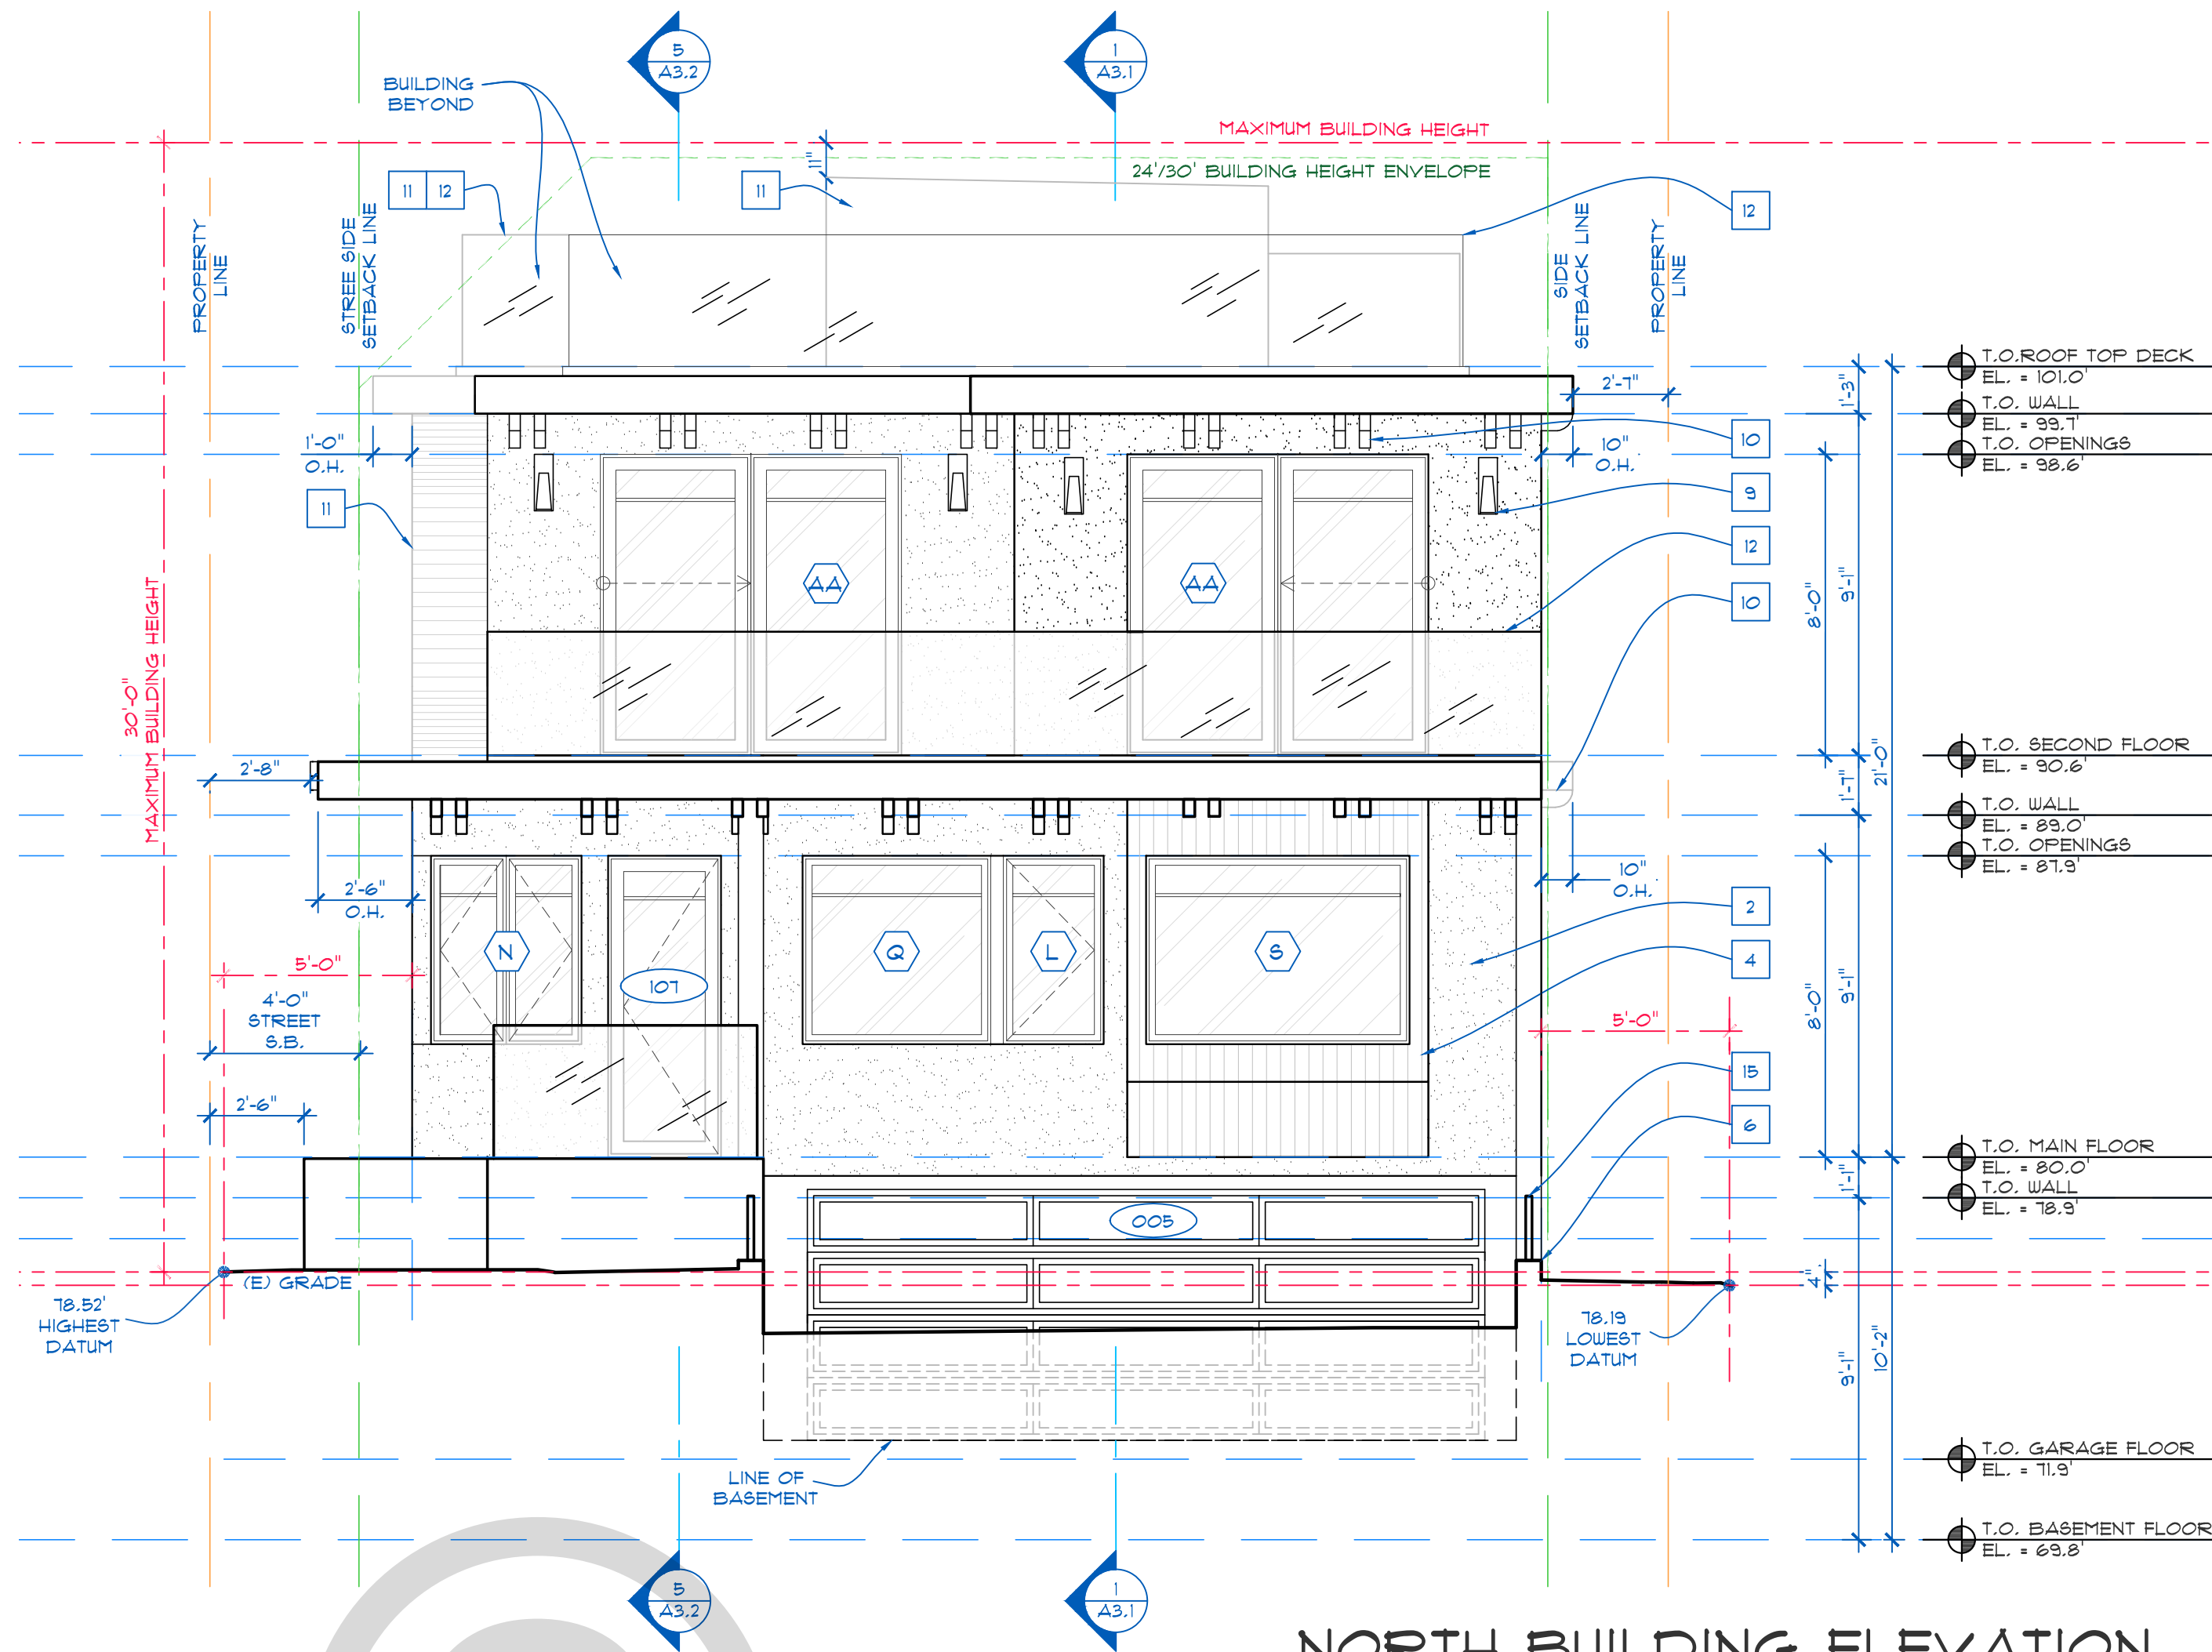 5
A3.2
1
A3.1
BUILDING
BEYOND
MAXIMUM BUILDING HEIGHT
11"
24'/30' BUILDING HEIGHT ENVELOPE
11 12
11
12
PROPERTY
LINE
STREE SIDE
SETBACK LINE
SIDE
SETBACK LINE
PROPERTY
LINE
T.O.ROOF TOP DECK
EL. = 101.0'
2'-7"
1'-3"
T.O. WALL
EL. = 99.7'
T.O. OPENINGS
EL. = 98.6'
1'-0"
O.H.
10"
O.H.
10
11
9
12
10
AA
AA
8'-0"
9'-1"
30'-0"
MAXIMUM BUILDING HEIGHT
T.O. SECOND FLOOR
EL. = 90.6'
2'-8"
1'-7"
21'-0"
T.O. WALL
EL. = 89.0'
T.O. OPENINGS
EL. = 87.9'
2'-6"
O.H.
10"
O.H.
2
4
N
Q
L
S
107
5'-0"
4'-0"
STREET
S.B.
5'-0"
8'-0"
9'-1"
15
6
2'-6"
T.O. MAIN FLOOR
EL. = 80.0'
1'-1"
T.O. WALL
EL. = 78.9'
005
(E) GRADE
4"
78.52'
HIGHEST
DATUM
78.19
LOWEST
DATUM
9'-1"
10'-2"
T.O. GARAGE FLOOR
EL. = 71.9'
LINE OF
BASEMENT
T.O. BASEMENT FLOOR
EL. = 69.8'
5
A3.2
1
A3.1
NORTH BUILDING ELEVATION